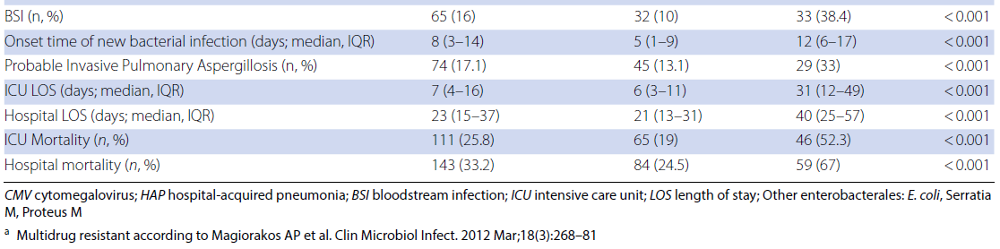 BSI (n, %) 65 (16) 32 (10) 33 (38.4) < 0.001
Onset time of new bacterial infection (days; median, IQR) 8 (3–14) 5 (1–9) 12 (6–17) < 0.001
Probable Invasive Pulmonary Aspergillosis (n, %) 74 (17.1) 45 (13.1) 29 (33) < 0.001
ICU LOS (days; median, IQR) 7 (4–16) 6 (3–11) 31 (12–49) < 0.001
Hospital LOS (days; median, IQR) 23 (15–37) 21 (13–31) 40 (25–57) < 0.001
ICU Mortality (n, %) 111 (25.8) 65 (19) 46 (52.3) < 0.001
Hospital mortality (n, %) 143 (33.2) 84 (24.5) 59 (67) < 0.001
CMV cytomegalovirus; HAP hospital-acquired pneumonia; BSI bloodstream infection; ICU intensive care unit; LOS length of stay; Other enterobacterales: E. coli, Serratia
M, Proteus M
a Multidrug resistant according to Magiorakos AP et al. Clin Microbiol Infect. 2012 Mar;18(3):268–81